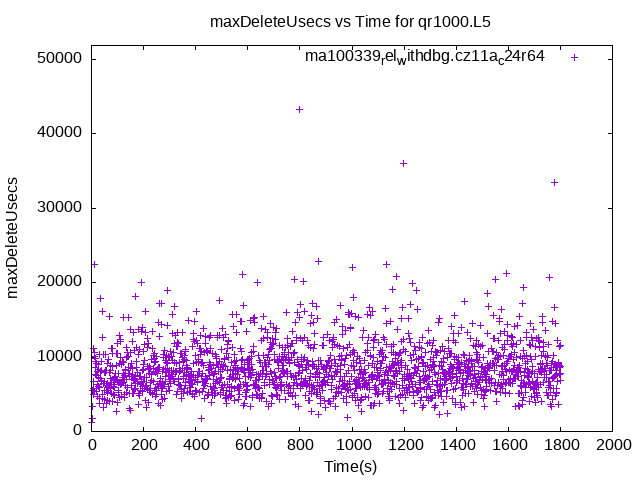 maxDeleteUsecs vs Time for qr1000.L5
ma100339relwithdbg.cz11ac24r64
50000
40000
30000
20000
10000
0
maxDeleteUsecs
0 200 400 600 800 1000 1200 1400 1600 1800 2000
Time(s)